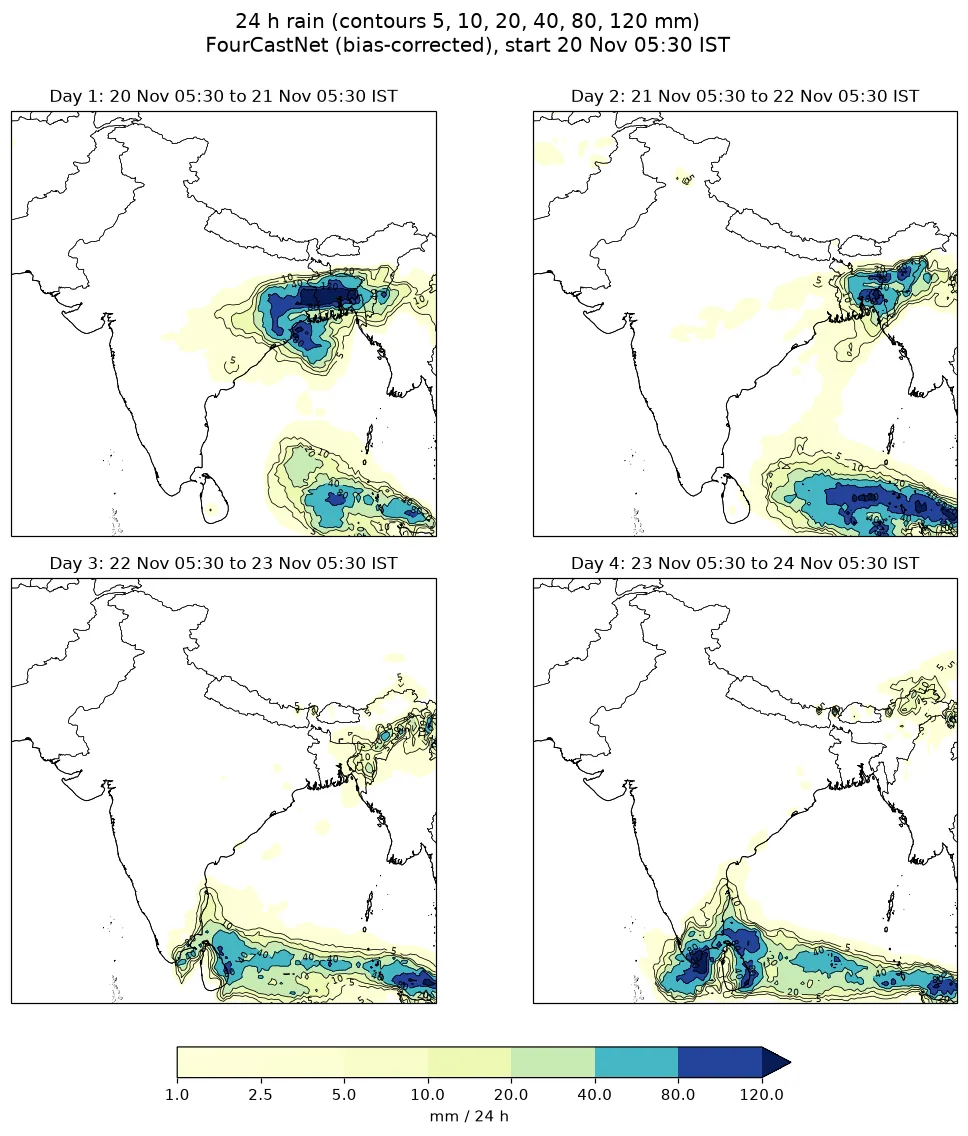 24 h rain (contours 5, 10, 20, 40, 80, 120 mm)
FourCastNet (bias-corrected), start 20 Nov 05:30 IST
Day 1: 20 Nov 05:30 to 21 Nov 05:30 IST
Day 2: 21 Nov 05:30 to 22 Nov 05:30 IST
Day 3: 22 Nov 05:30 to 23 Nov 05:30 IST
Day 4: 23 Nov 05:30 to 24 Nov 05:30 IST
1.0 2.5 5.0 10.0 20.0 40.0 80.0 120.0
mm / 24 h